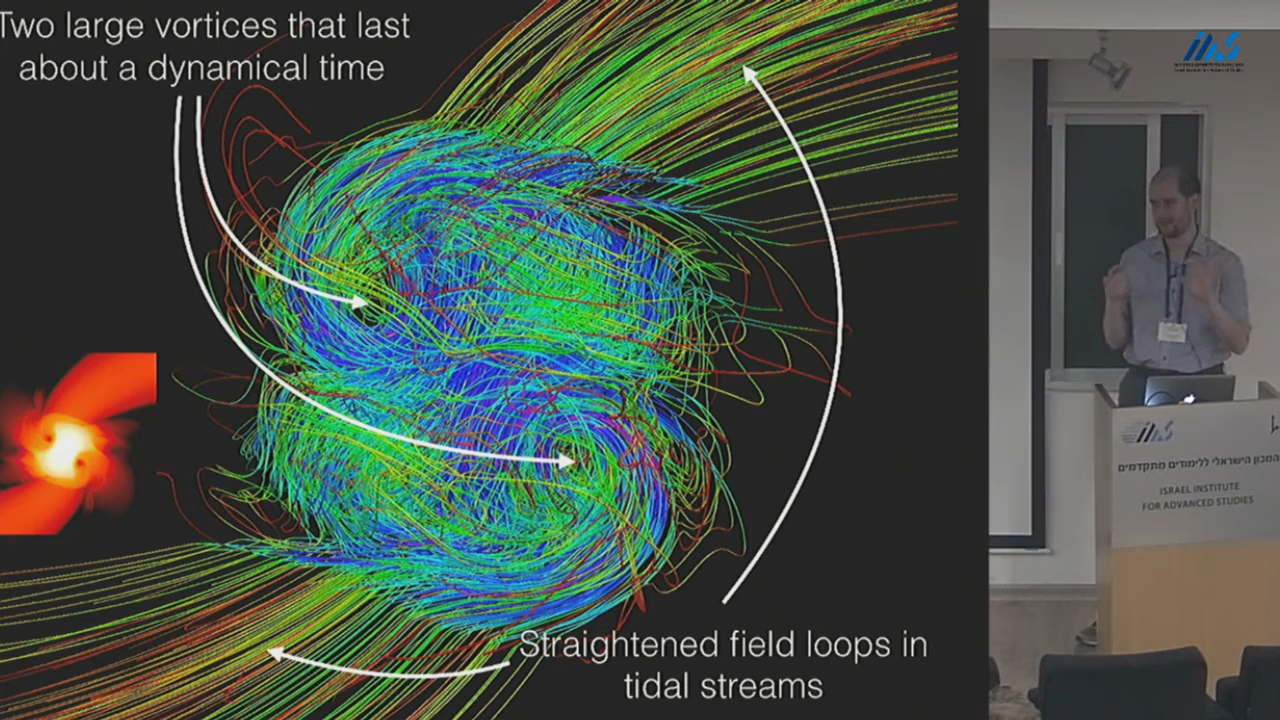 Two large vortices that last
about a dynamical time
Straightened field loops in
tidal streams
המכון הישראלי ללימודים מתקדמים
ISRAEL INSTITUTE
FOR ADVANCED STUDIES